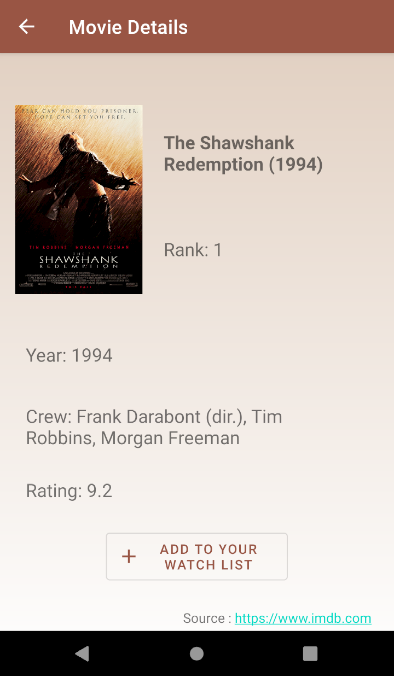 Movie Details
FEAR CAN HOLD YOU PRISONER.
HOPE CAN SET YOU FREE.
TIM ROBBINS MORGAN FREEMAN
THE
SHAWSHANK
REDEMPTION
The Shawshank
Redemption (1994)
Rank: 1
Year: 1994
Crew: Frank Darabont (dir.), Tim
Robbins, Morgan Freeman
Rating: 9.2
ADD TO YOUR
WATCH LIST
Source : https://www.imdb.com